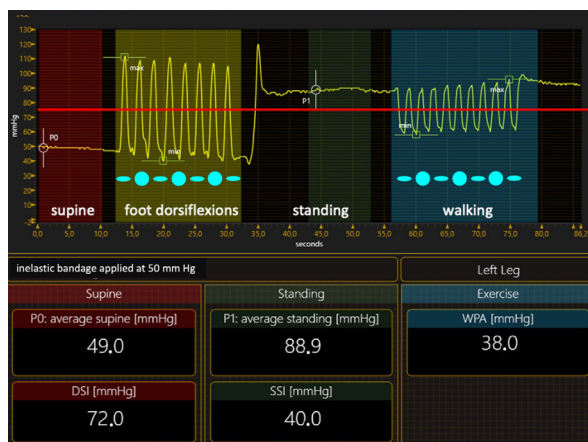 130
120
110
100
90
80
70
60
50
40
30
20
10
mmHg
P0
max
min
P1
max
min
supine
foot dorsiflexions
standing
walking
0,0 5,0 10,0 15,0 20,0 25,0 30,0 35,0 40,0 45,0 50,0 55,0 60,0 65,0 70,0 75,0 80,0 86,2
seconds
inelastic bandage applied at 50 mm Hg
Left Leg
Supine
Standing
Exercise
P0: average supine [mmHg]
P1: average standing [mmHg]
WPA [mmHg]
49.0
88.9
38.0
DSI [mmHg]
SSI [mmHg]
72.0
40.0